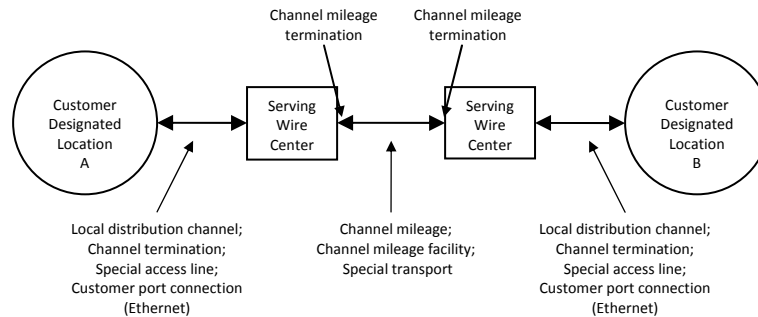 Channel mileage
termination
Channel mileage
termination
Customer
Designated
Location
A
Serving
Wire
Center
Serving
Wire
Center
Customer
Designated
Location
B
Local distribution channel;
Channel termination;
Special access line;
Customer port connection
(Ethernet)
Channel mileage;
Channel mileage facility;
Special transport
Local distribution channel;
Channel termination;
Special access line;
Customer port connection
(Ethernet)